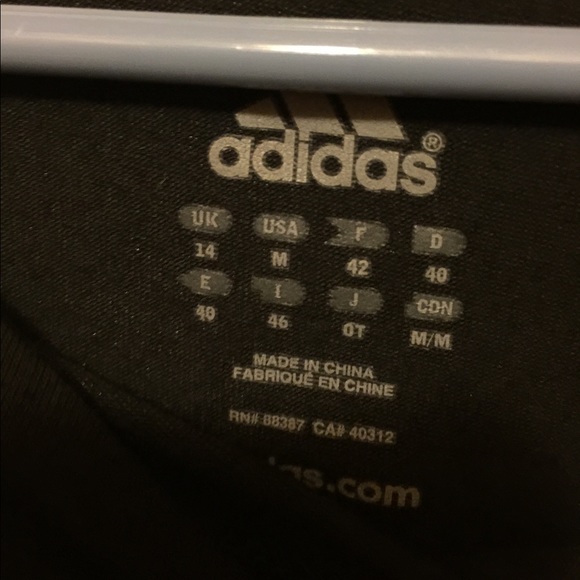 adidas®
UK USA F D
14 M 42 40
E I J CDN
40 46 OT M/M
MADE IN CHINA
FABRIQUÉ EN CHINE
RN# 88387 CA# 40312
.com